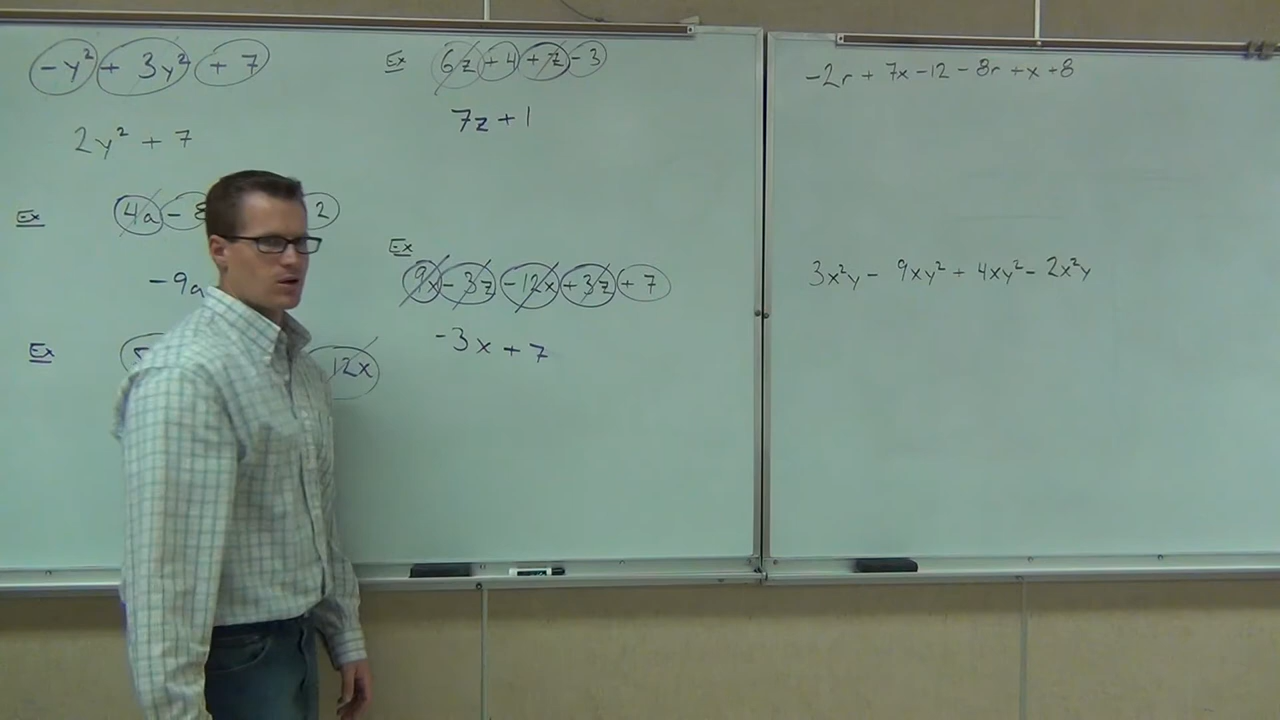 -y² + 3y² + 7
2y² + 7
Ex 4a - 2
-9a
Ex 12x
Ex 6z + 4 + z - 3
7z + 1
Ex 9x - 3z - 12x + 3z + 7
-3x + 7
-2r + 7x - 12 - 8r + x + 8
3x²y - 9xy² + 4xy² - 2x²y